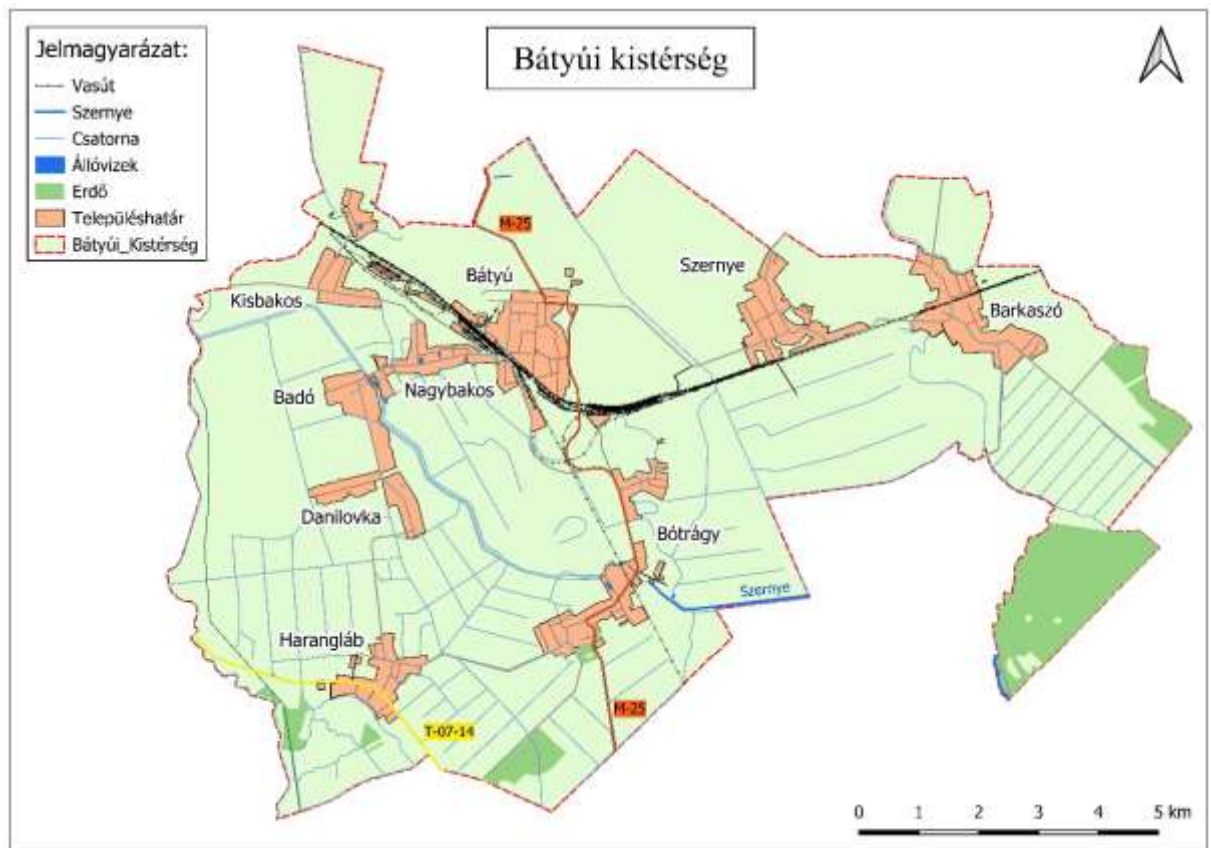 Jelmagyarázat:
Vasút
Szernye
Csatorna
Állóvizek
Erdő
Településhatár
Bátyúi_Kistérség
Bátyúi kistérség
M-25
Bátyú
Szernye
Kisbakos
Barkaszó
Nagybakos
Badó
Danilovka
Bótrágy
Szernye
Harangláb
M-25
T-07-14
0 1 2 3 4 5 km